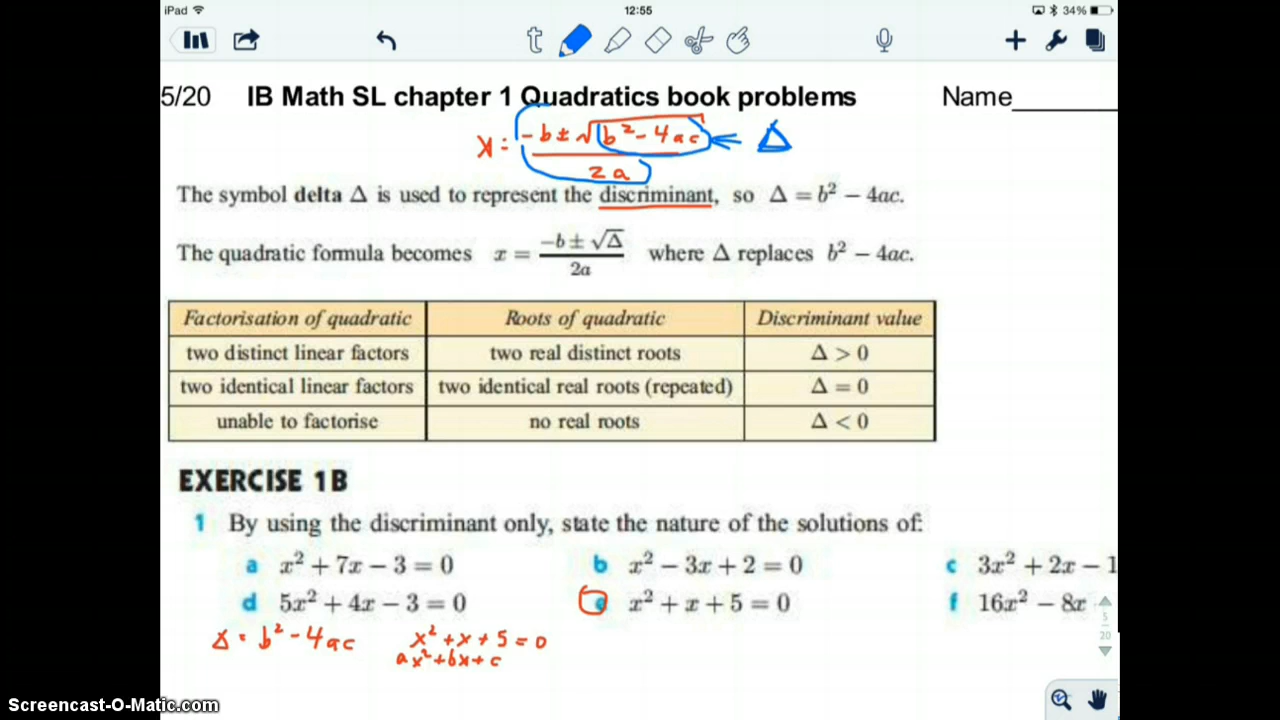 iPad 12:55 34%
t
5/20 IB Math SL chapter 1 Quadratics book problems Name______
x = -b ± √(b² - 4ac) / 2a ← Δ
The symbol delta Δ is used to represent the discriminant, so Δ = b² − 4ac.
The quadratic formula becomes x = (−b ± √Δ) / 2a where Δ replaces b² − 4ac.
Factorisation of quadratic Roots of quadratic Discriminant value
two distinct linear factors two real distinct roots Δ > 0
two identical linear factors two identical real roots (repeated) Δ = 0
unable to factorise no real roots Δ < 0
EXERCISE 1B
1 By using the discriminant only, state the nature of the solutions of:
a x² + 7x − 3 = 0 b x² − 3x + 2 = 0 c 3x² + 2x − 1
d 5x² + 4x − 3 = 0 e x² + x + 5 = 0 f 16x² − 8x
5
20
Δ = b² - 4ac x² + x + 5 = 0
ax² + bx + c
Screencast-O-Matic.com